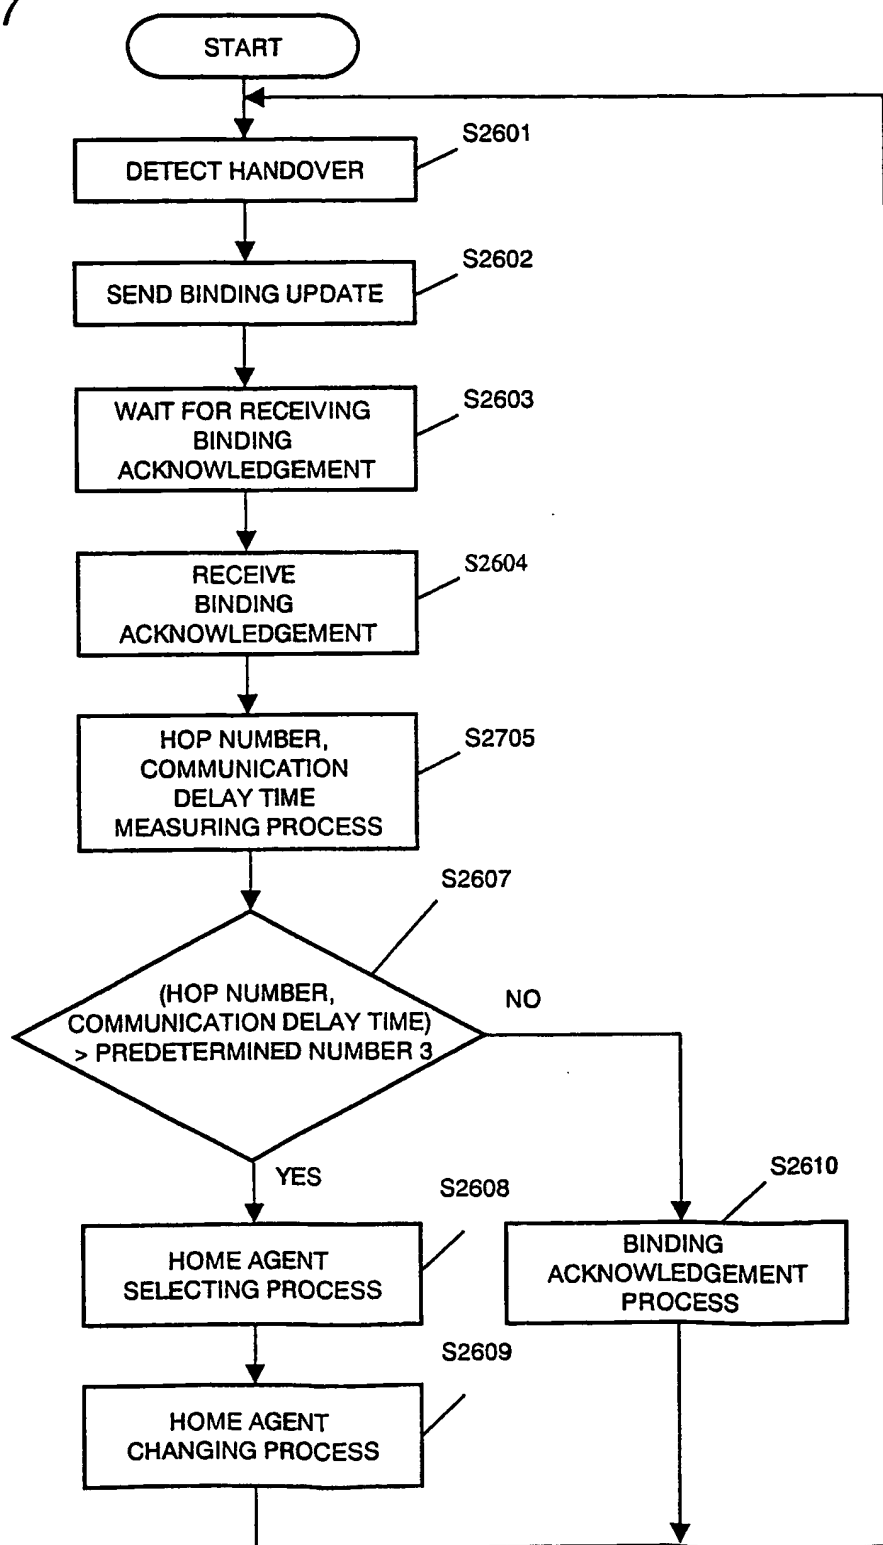 7
START
S2601
DETECT HANDOVER
S2602
SEND BINDING UPDATE
S2603
WAIT FOR RECEIVING
BINDING
ACKNOWLEDGEMENT
S2604
RECEIVE
BINDING
ACKNOWLEDGEMENT
S2705
HOP NUMBER,
COMMUNICATION
DELAY TIME
MEASURING PROCESS
S2607
(HOP NUMBER,
COMMUNICATION DELAY TIME)
> PREDETERMINED NUMBER 3
NO
YES
S2608
HOME AGENT
SELECTING PROCESS
S2610
BINDING
ACKNOWLEDGEMENT
PROCESS
S2609
HOME AGENT
CHANGING PROCESS